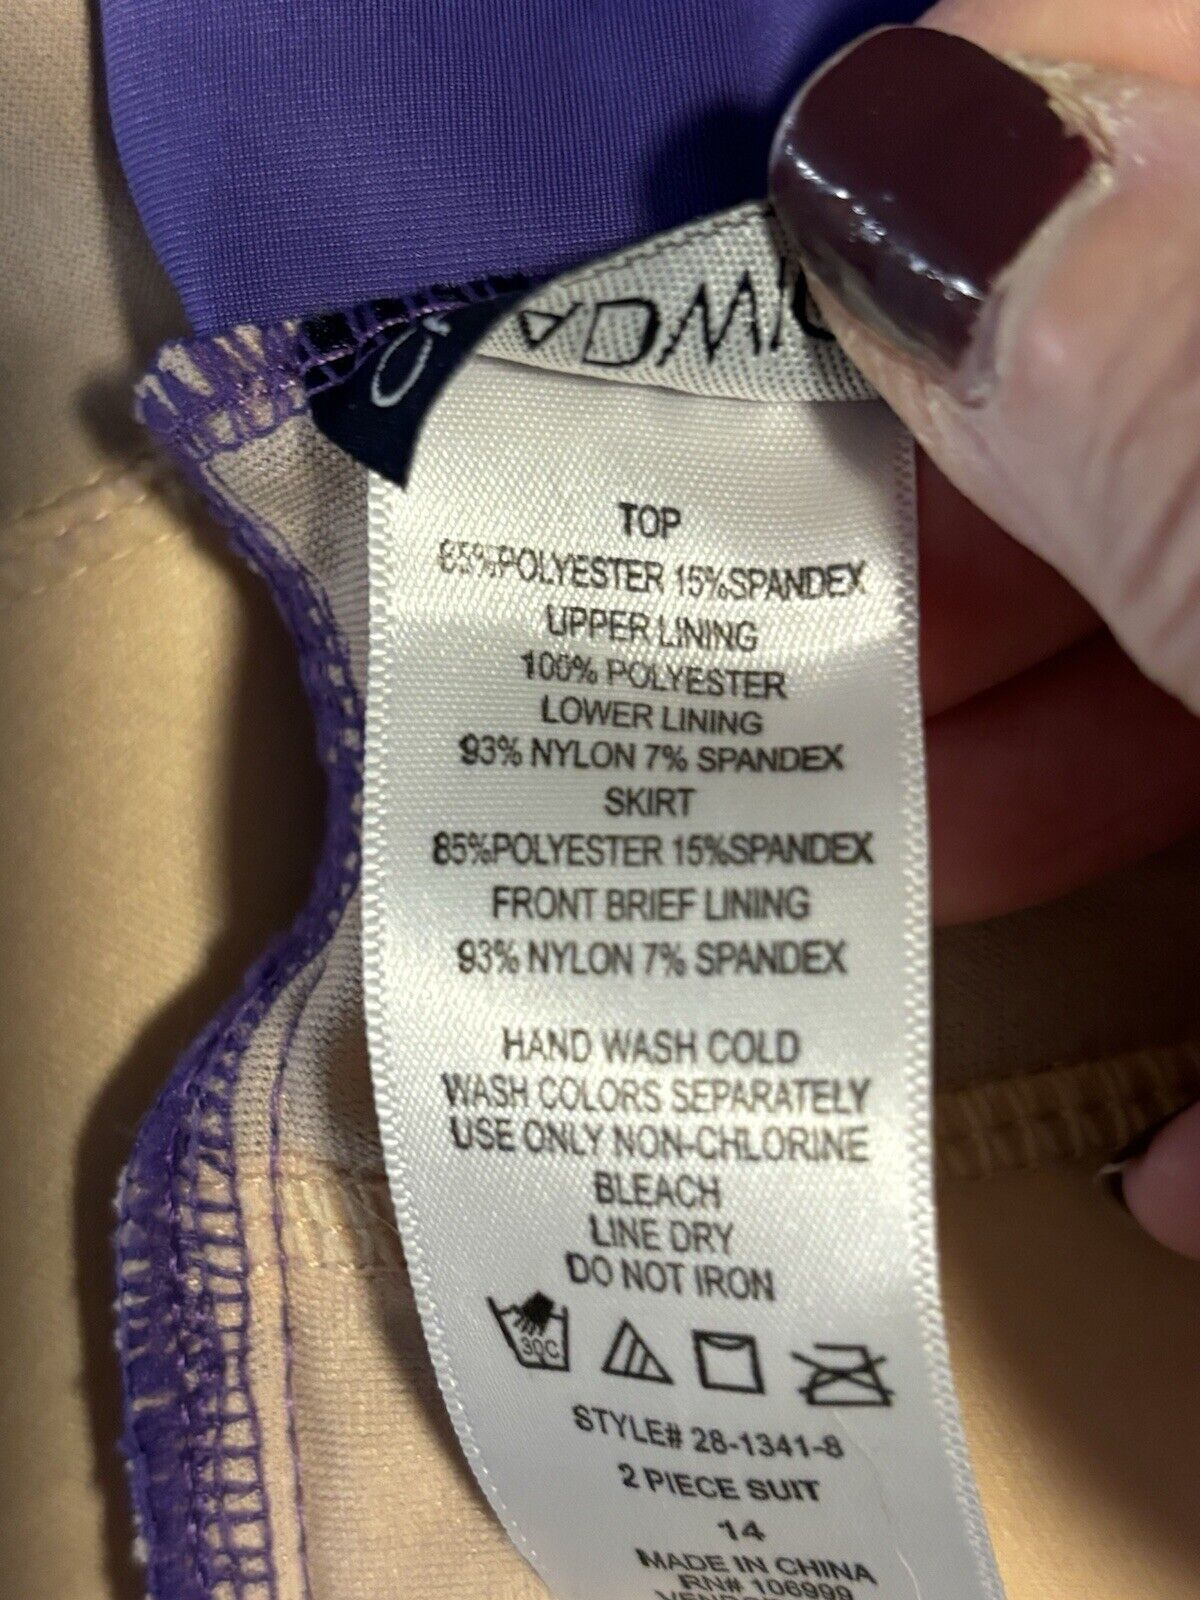 TOP
85%POLYESTER 15%SPANDEX
UPPER LINING
100% POLYESTER
LOWER LINING
93% NYLON 7% SPANDEX
SKIRT
85%POLYESTER 15%SPANDEX
FRONT BRIEF LINING
93% NYLON 7% SPANDEX
HAND WASH COLD
WASH COLORS SEPARATELY
USE ONLY NON-CHLORINE
BLEACH
LINE DRY
DO NOT IRON
30C
STYLE# 28-1341-8
2 PIECE SUIT
14
MADE IN CHINA
RN# 106999